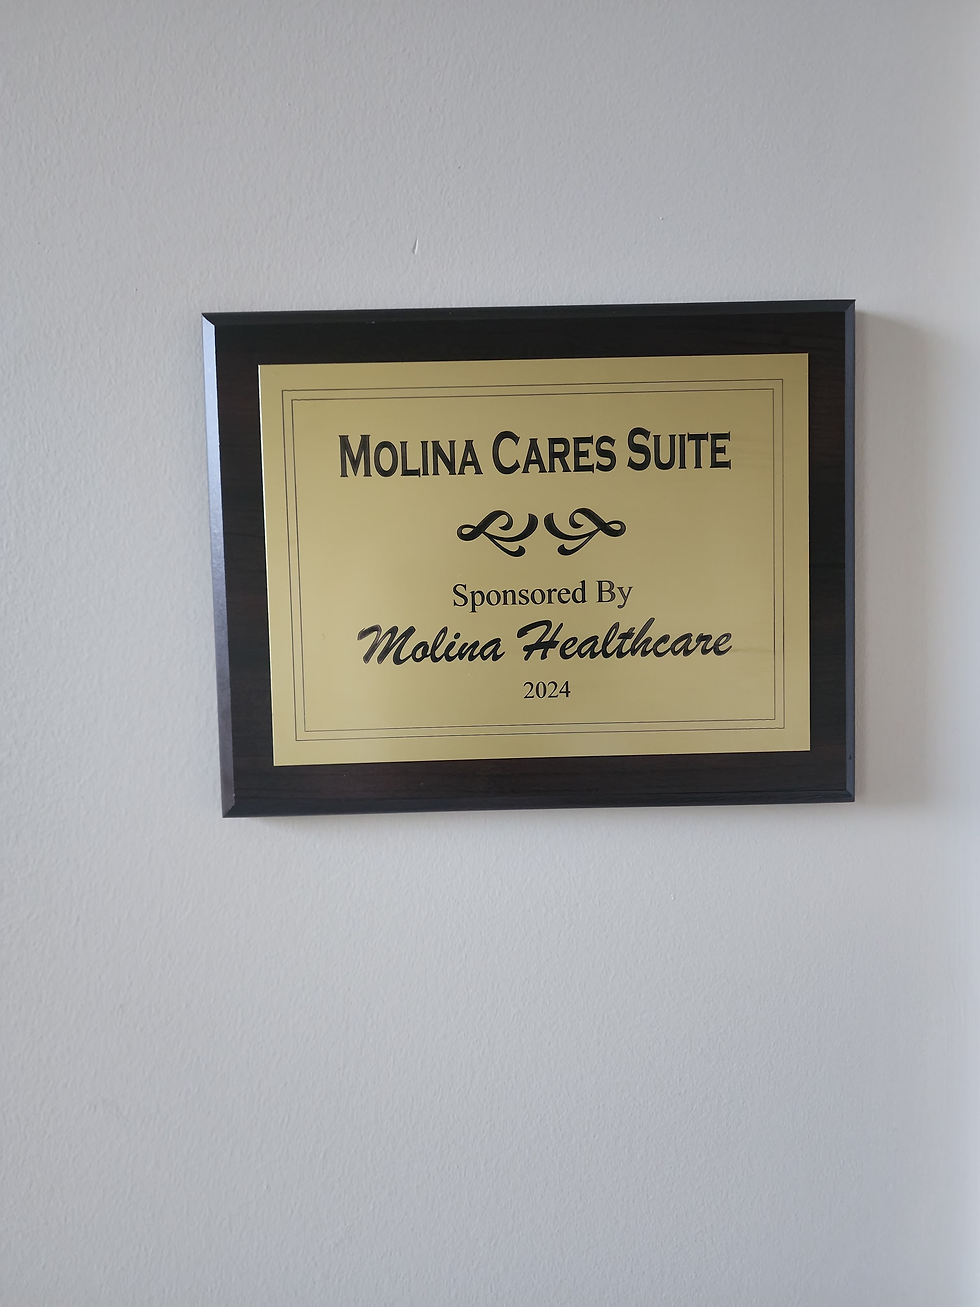 MOLINA CARES SUITE
Sponsored By
Molina Healthcare
2024